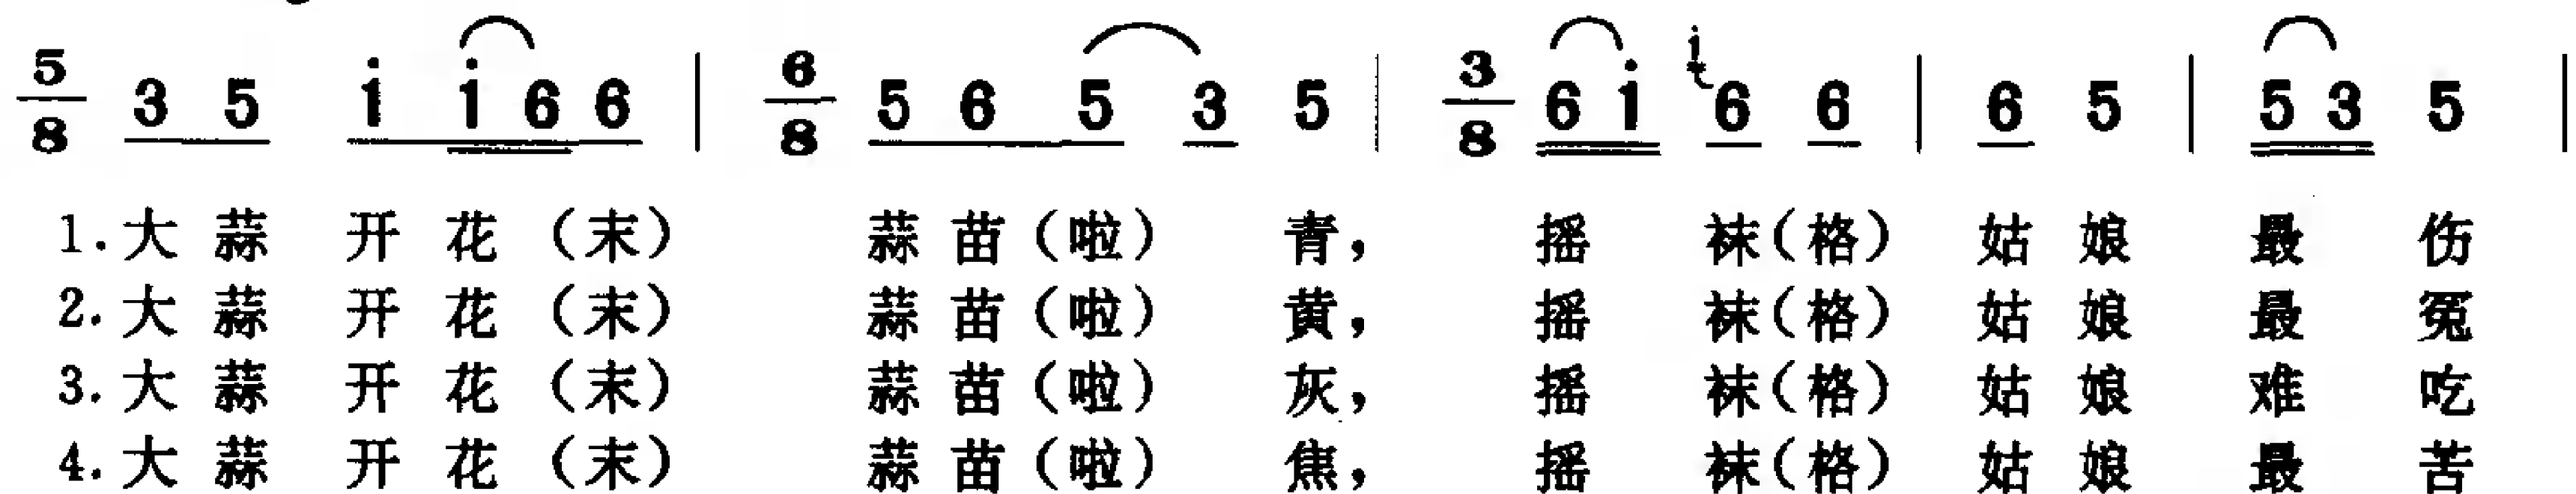 5/8 3 5 i i 6 6 | 6/8 5 6 5 3 5 | 3/8 6 i i 6 6 | 6 5 | 5 3 5 |
1.大蒜开花（末） 蒜苗（啦） 青， 摇 袜（格） 姑娘 最 伤
2.大蒜开花（末） 蒜苗（啦） 黄， 摇 袜（格） 姑娘 最 冤
3.大蒜开花（末） 蒜苗（啦） 灰， 摇 袜（格） 姑娘 难 吃
4.大蒜开花（末） 蒜苗（啦） 焦， 摇 袜（格） 姑娘 最 苦